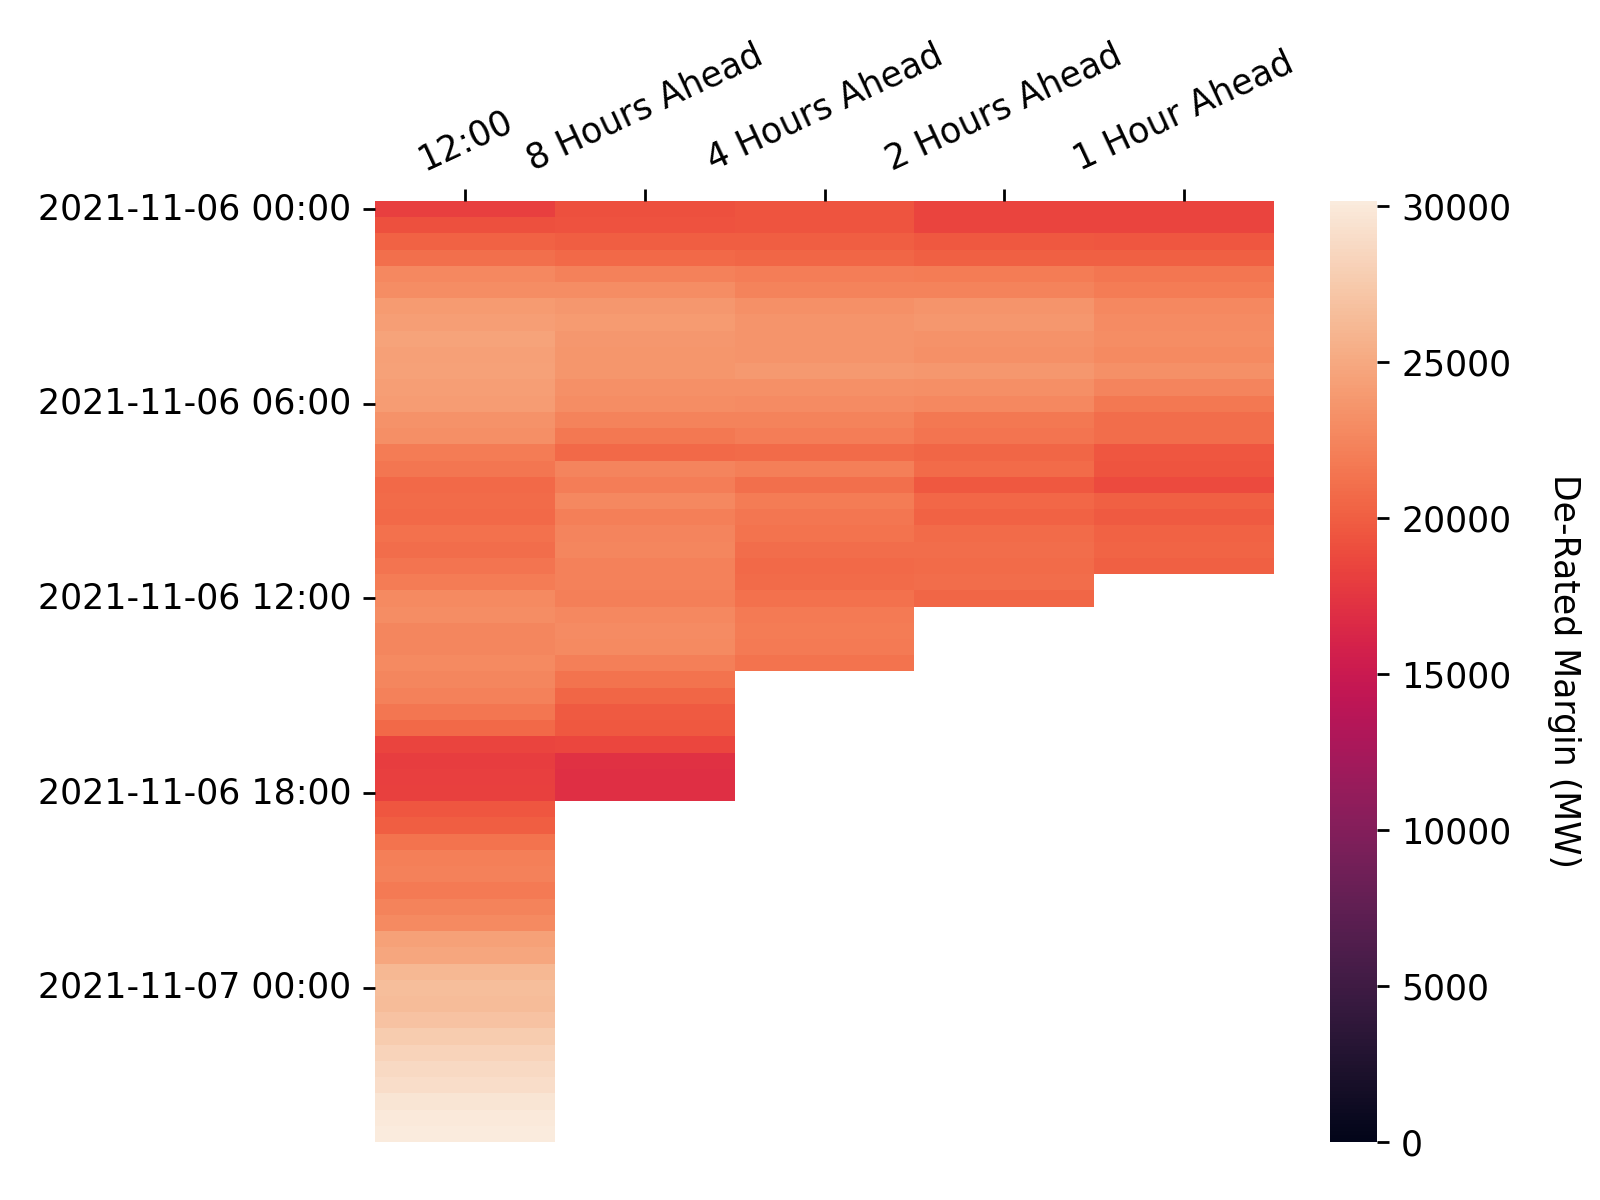 12:00
8 Hours Ahead
4 Hours Ahead
2 Hours Ahead
1 Hour Ahead
2021-11-06 00:00
2021-11-06 06:00
2021-11-06 12:00
2021-11-06 18:00
2021-11-07 00:00
30000
25000
20000
15000
10000
5000
0
De-Rated Margin (MW)